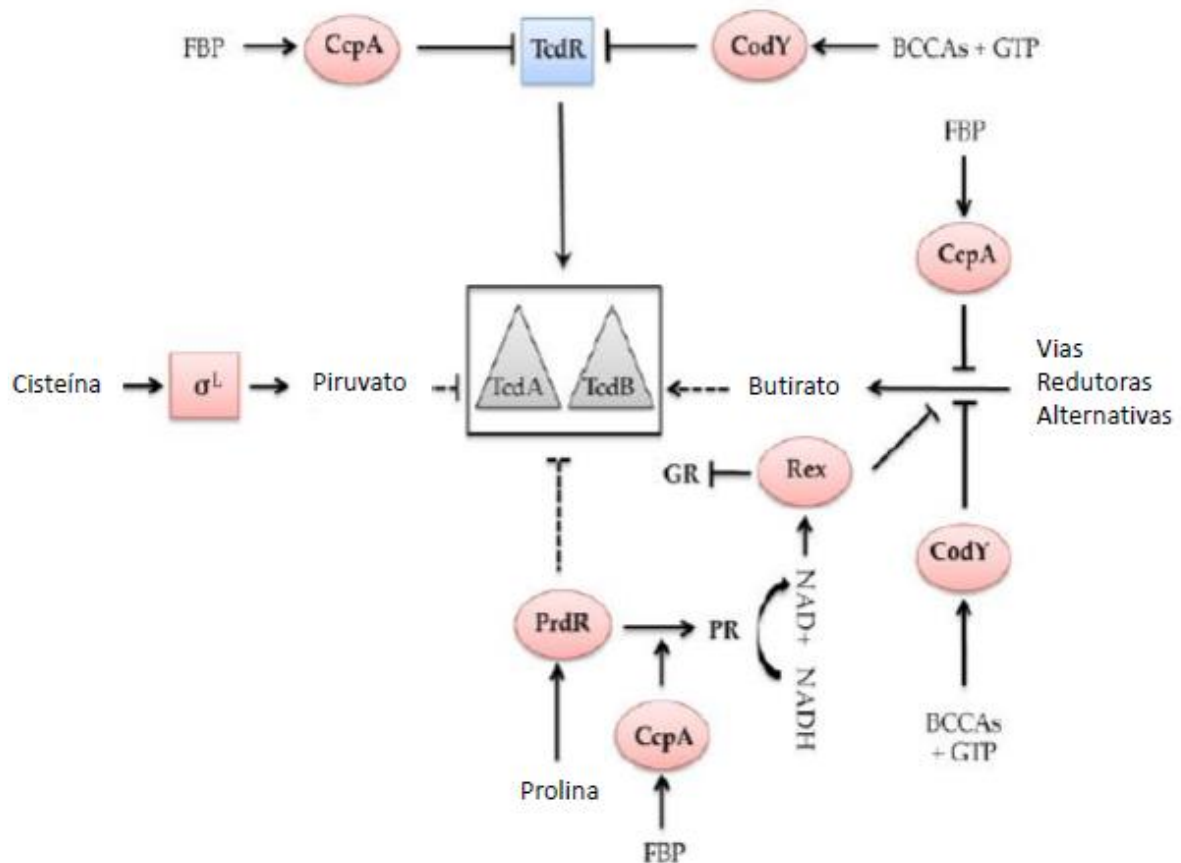 FBP
CcpA
TcdR
CodY
BCCAs + GTP
FBP
CcpA
TcdA
TcdB
Cisteína
σL
Piruvato
Butirato
Vias
Redutoras
Alternativas
GR
Rex
CodY
PrdR
PR
NAD+
NADH
CcpA
BCCAs
+ GTP
Prolina
FBP